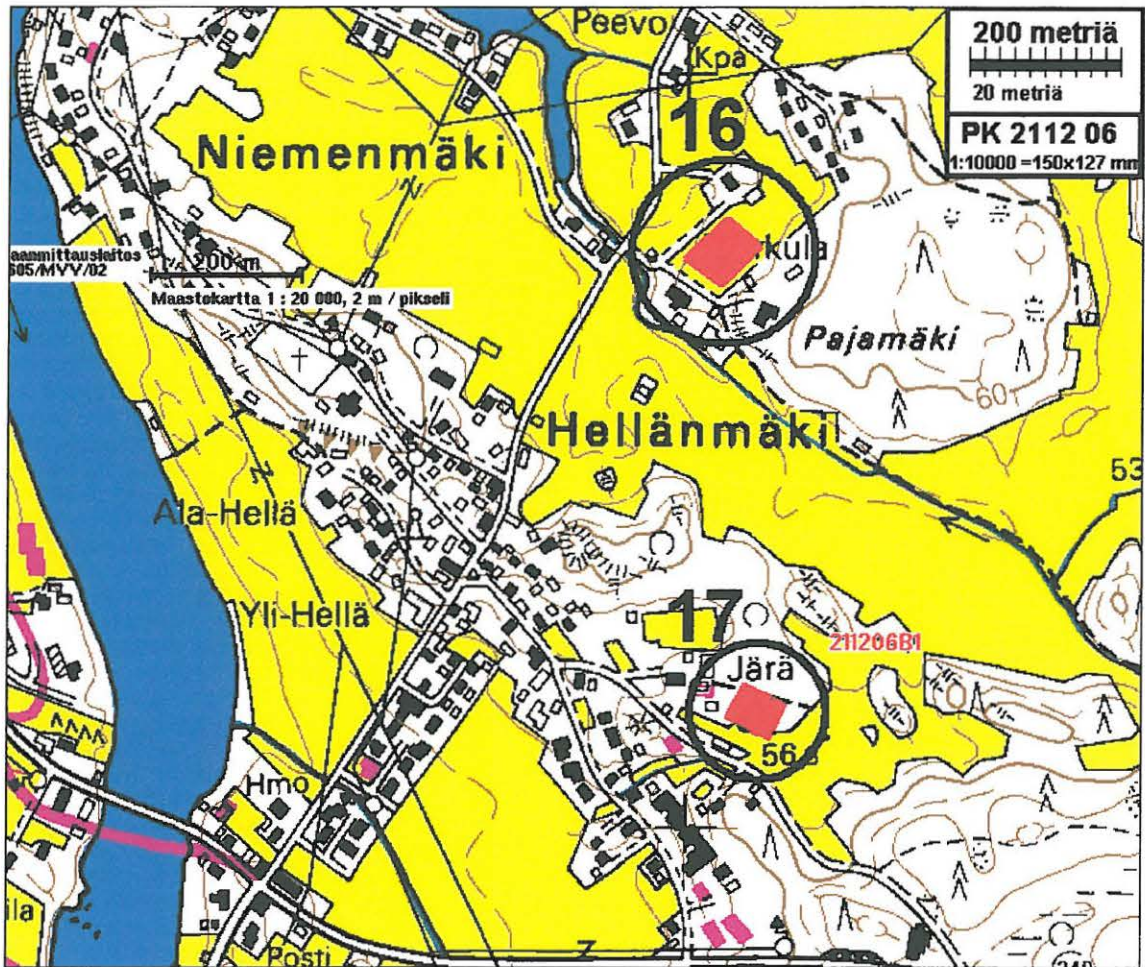 Peevo
Kpa
200 metriä
20 metriä
PK 2112 06
1:10000 =150x127 mm
16
Niemenmäki
kula
aanmittauslaitos
605/MVV/02
200 m
Maastokartta 1 : 20 000, 2 m / pikseli
Pajamäki
60
Hellänmäki
53
Ala-Hellä
Yli-Hellä
17
211206B1
Järä
56
Hmo
ila
Posti